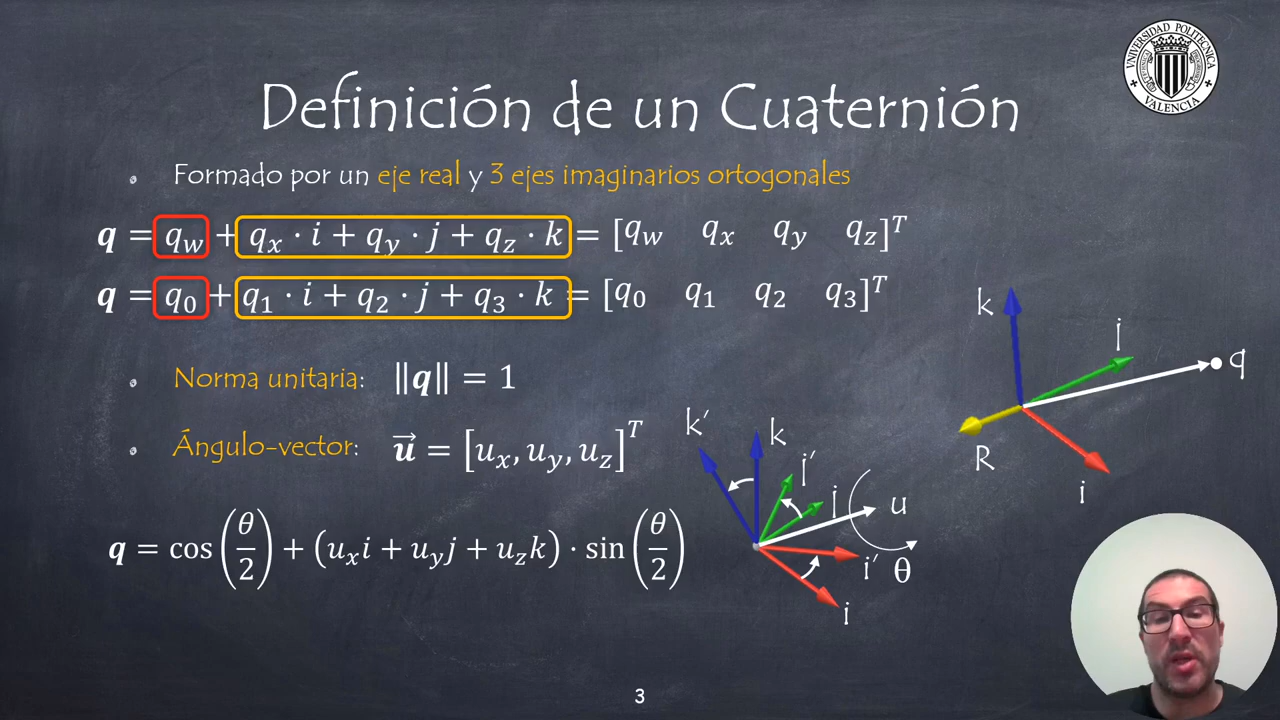 UNIVERSIDAD POLITECNICA
VALENCIA
Definición de un Cuaternión
Formado por un eje real y 3 ejes imaginarios ortogonales
q = q_w + q_x · i + q_y · j + q_z · k = [q_w q_x q_y q_z]^T
q = q_0 + q_1 · i + q_2 · j + q_3 · k = [q_0 q_1 q_2 q_3]^T
Norma unitaria: ‖q‖ = 1
Ángulo-vector: u⃗ = [u_x, u_y, u_z]^T
q = cos(θ/2) + (u_x i + u_y j + u_z k) · sin(θ/2)
k′
k
j′
j
u
i′
θ
i
k
j
q
R
i
3